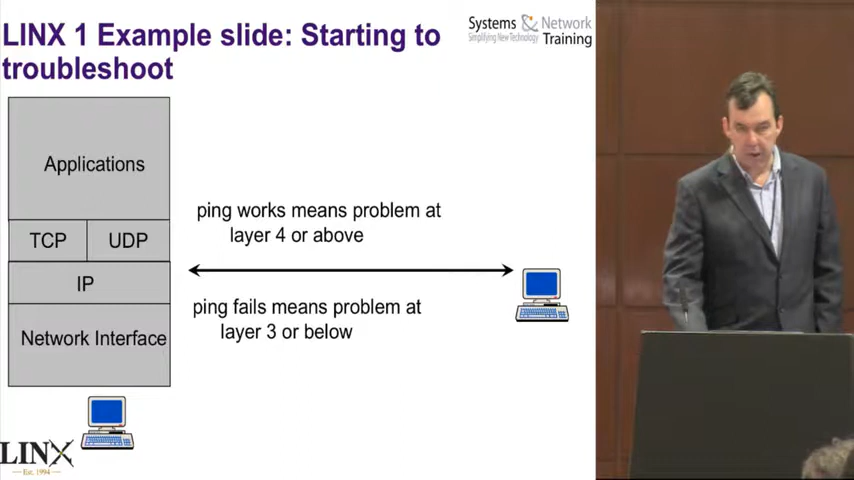 LINX 1 Example slide: Starting to
troubleshoot
Systems Network
Simplifying New Technology Training
Applications
ping works means problem at
layer 4 or above
TCP UDP
IP
ping fails means problem at
layer 3 or below
Network Interface
LINX
Est. 1994